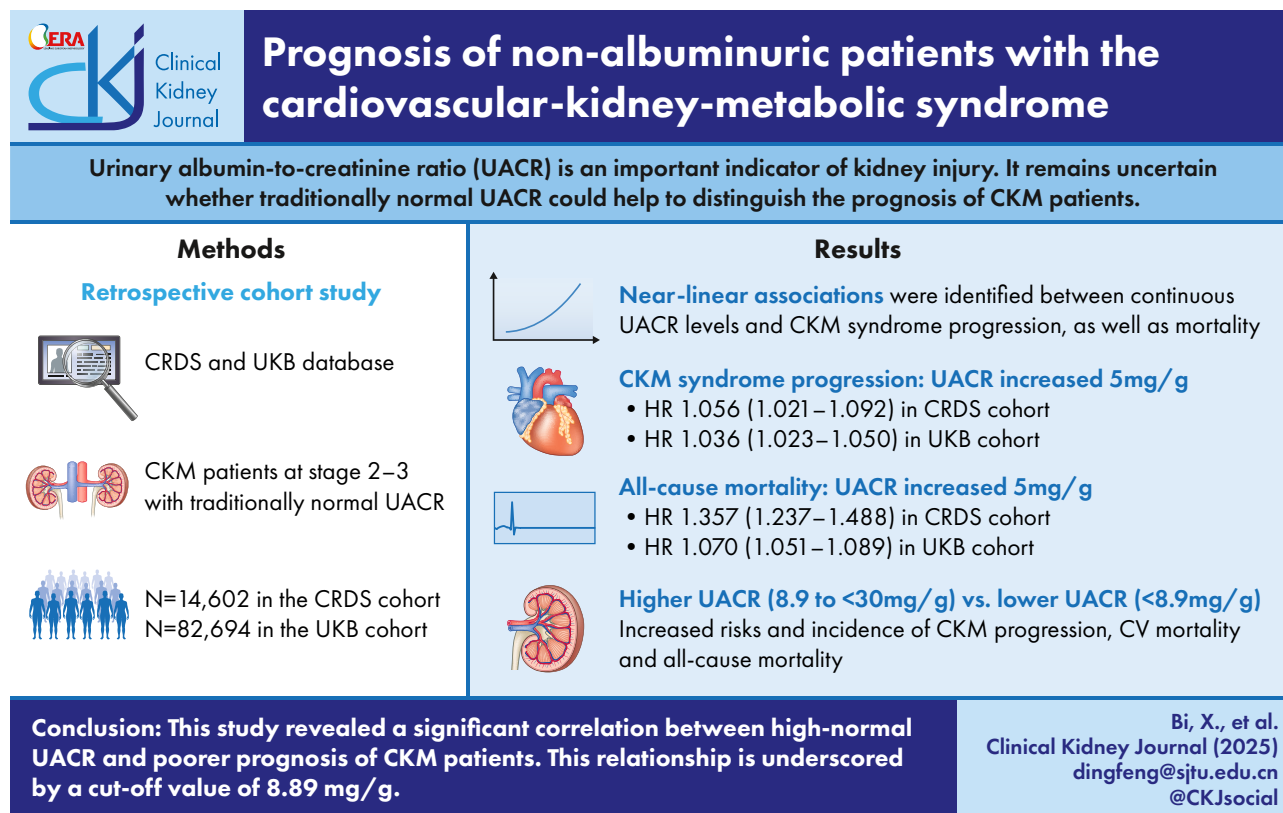 ERA
ckj
Clinical
Kidney
Journal
Prognosis of non-albuminuric patients with the
cardiovascular-kidney-metabolic syndrome
Urinary albumin-to-creatinine ratio (UACR) is an important indicator of kidney injury. It remains uncertain
whether traditionally normal UACR could help to distinguish the prognosis of CKM patients.
Methods
Retrospective cohort study
CRDS and UKB database
CKM patients at stage 2–3
with traditionally normal UACR
N=14,602 in the CRDS cohort
N=82,694 in the UKB cohort
Results
Near-linear associations were identified between continuous
UACR levels and CKM syndrome progression, as well as mortality
CKM syndrome progression: UACR increased 5mg/g
• HR 1.056 (1.021–1.092) in CRDS cohort
• HR 1.036 (1.023–1.050) in UKB cohort
All-cause mortality: UACR increased 5mg/g
• HR 1.357 (1.237–1.488) in CRDS cohort
• HR 1.070 (1.051–1.089) in UKB cohort
Higher UACR (8.9 to <30mg/g) vs. lower UACR (<8.9mg/g)
Increased risks and incidence of CKM progression, CV mortality
and all-cause mortality
Conclusion: This study revealed a significant correlation between high-normal
UACR and poorer prognosis of CKM patients. This relationship is underscored
by a cut-off value of 8.89 mg/g.
Bi, X., et al.
Clinical Kidney Journal (2025)
dingfeng@sjtu.edu.cn
@CKJsocial